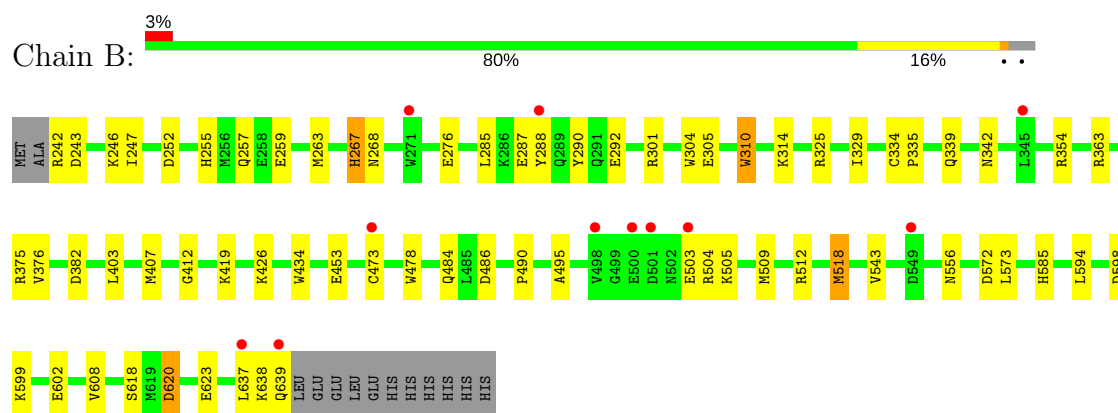 3%
Chain B:
80% 16% • •
MET ALA R242 D243 K246 I247 D252 H255 M256 Q257 E258 E259 M263 H267 N268 W271 E276 L285 K286 E287 Y288 Q289 Y290 Q291 E292 R301 W304 E305 W310 K314 R325 I329 C334 P335 Q339 N342 L345 R354 R363
R375 V376 D382 L403 M407 G412 K419 K426 W434 E453 C473 W478 Q484 L485 D486 P490 A495 V498 G499 E500 D501 N502 E503 R504 K505 M509 R512 M518 V543 D549 N556 D572 L573 H585 L594
K599 E602 V608 S618 M619 D620 E623 L637 K638 Q639 LEU GLU GLU LEU GLU HIS HIS HIS HIS HIS HIS